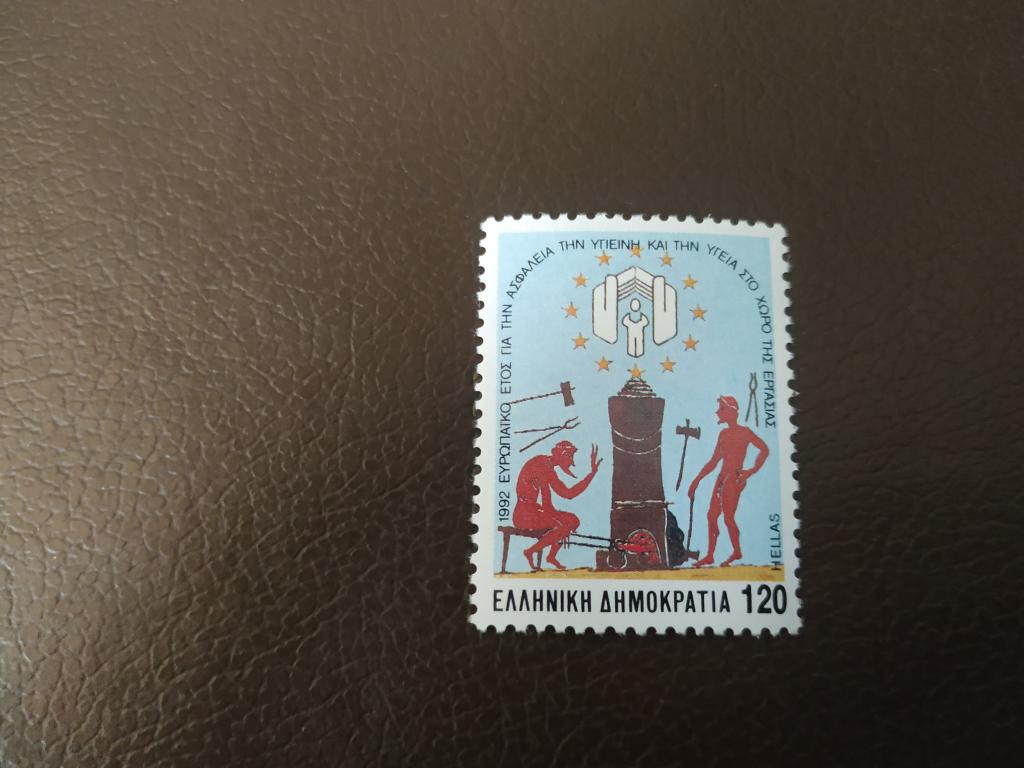 1992 ΕΥΡΩΠΑΪΚΟ ΕΤΟΣ ΓΙΑ ΤΗΝ ΑΣΦΑΛΕΙΑ ΤΗΝ ΥΓΙΕΙΝΗ ΚΑΙ ΤΗΝ ΥΓΕΙΑ ΣΤΟ ΧΩΡΟ ΤΗΣ ΕΡΓΑΣΙΑΣ
HELLAS
ΕΛΛΗΝΙΚΗ ΔΗΜΟΚΡΑΤΙΑ 120